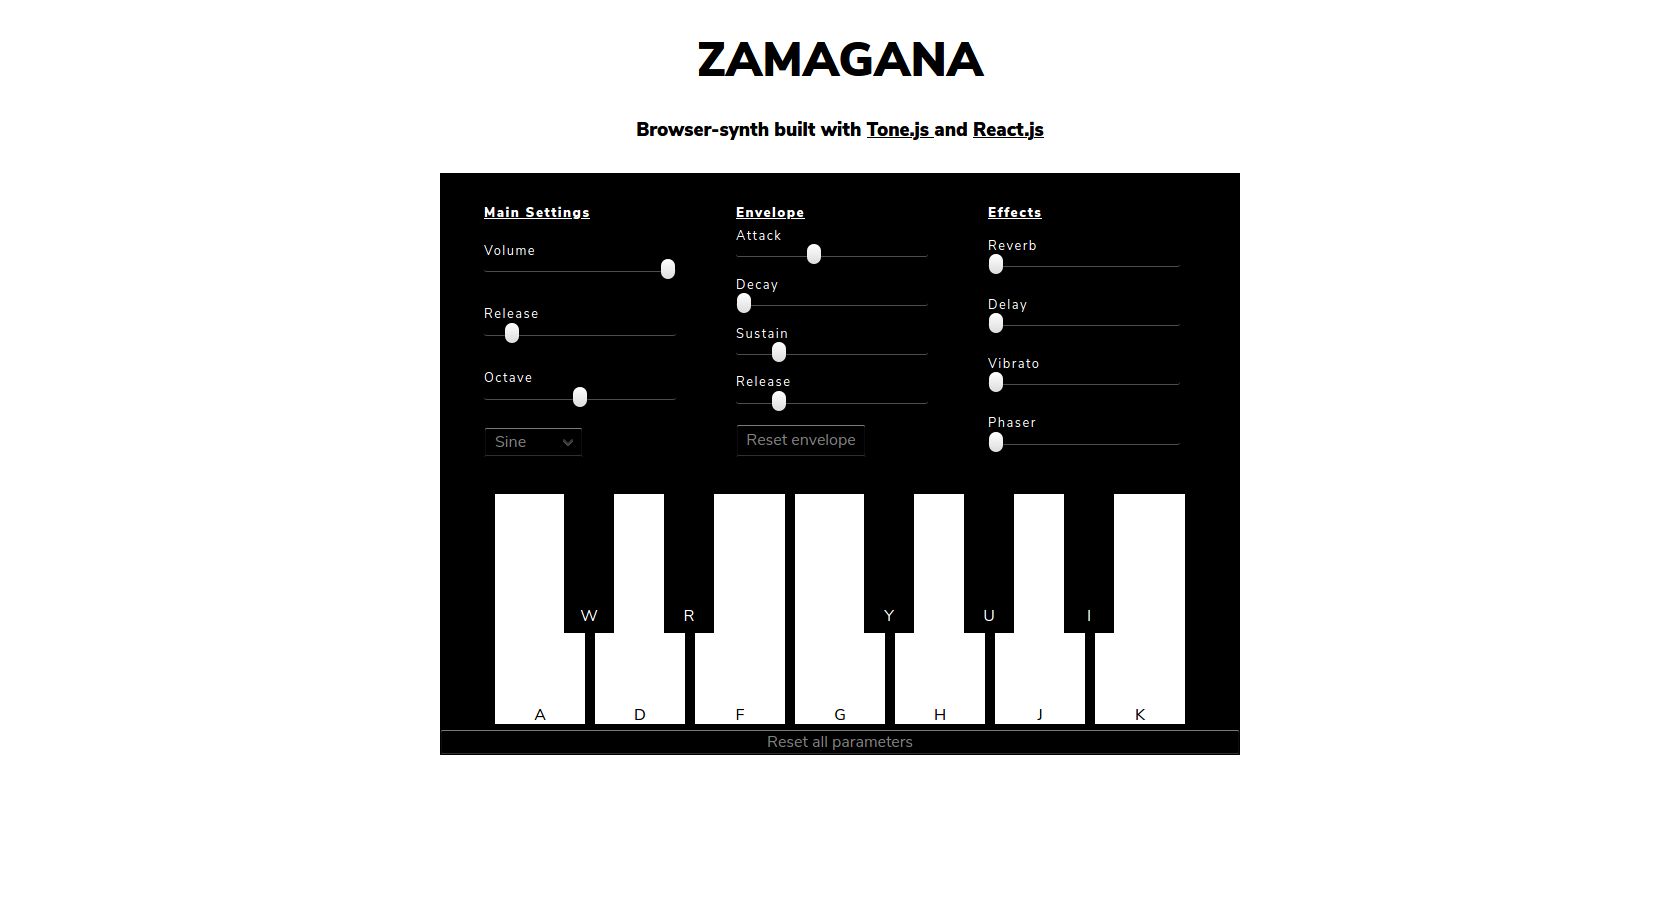 ZAMAGANA
Browser-synth built with Tone.js and React.js
Main Settings
Volume
Release
Octave
Sine
Envelope
Attack
Decay
Sustain
Release
Reset envelope
Effects
Reverb
Delay
Vibrato
Phaser
W R Y U I
A D F G H J K
Reset all parameters